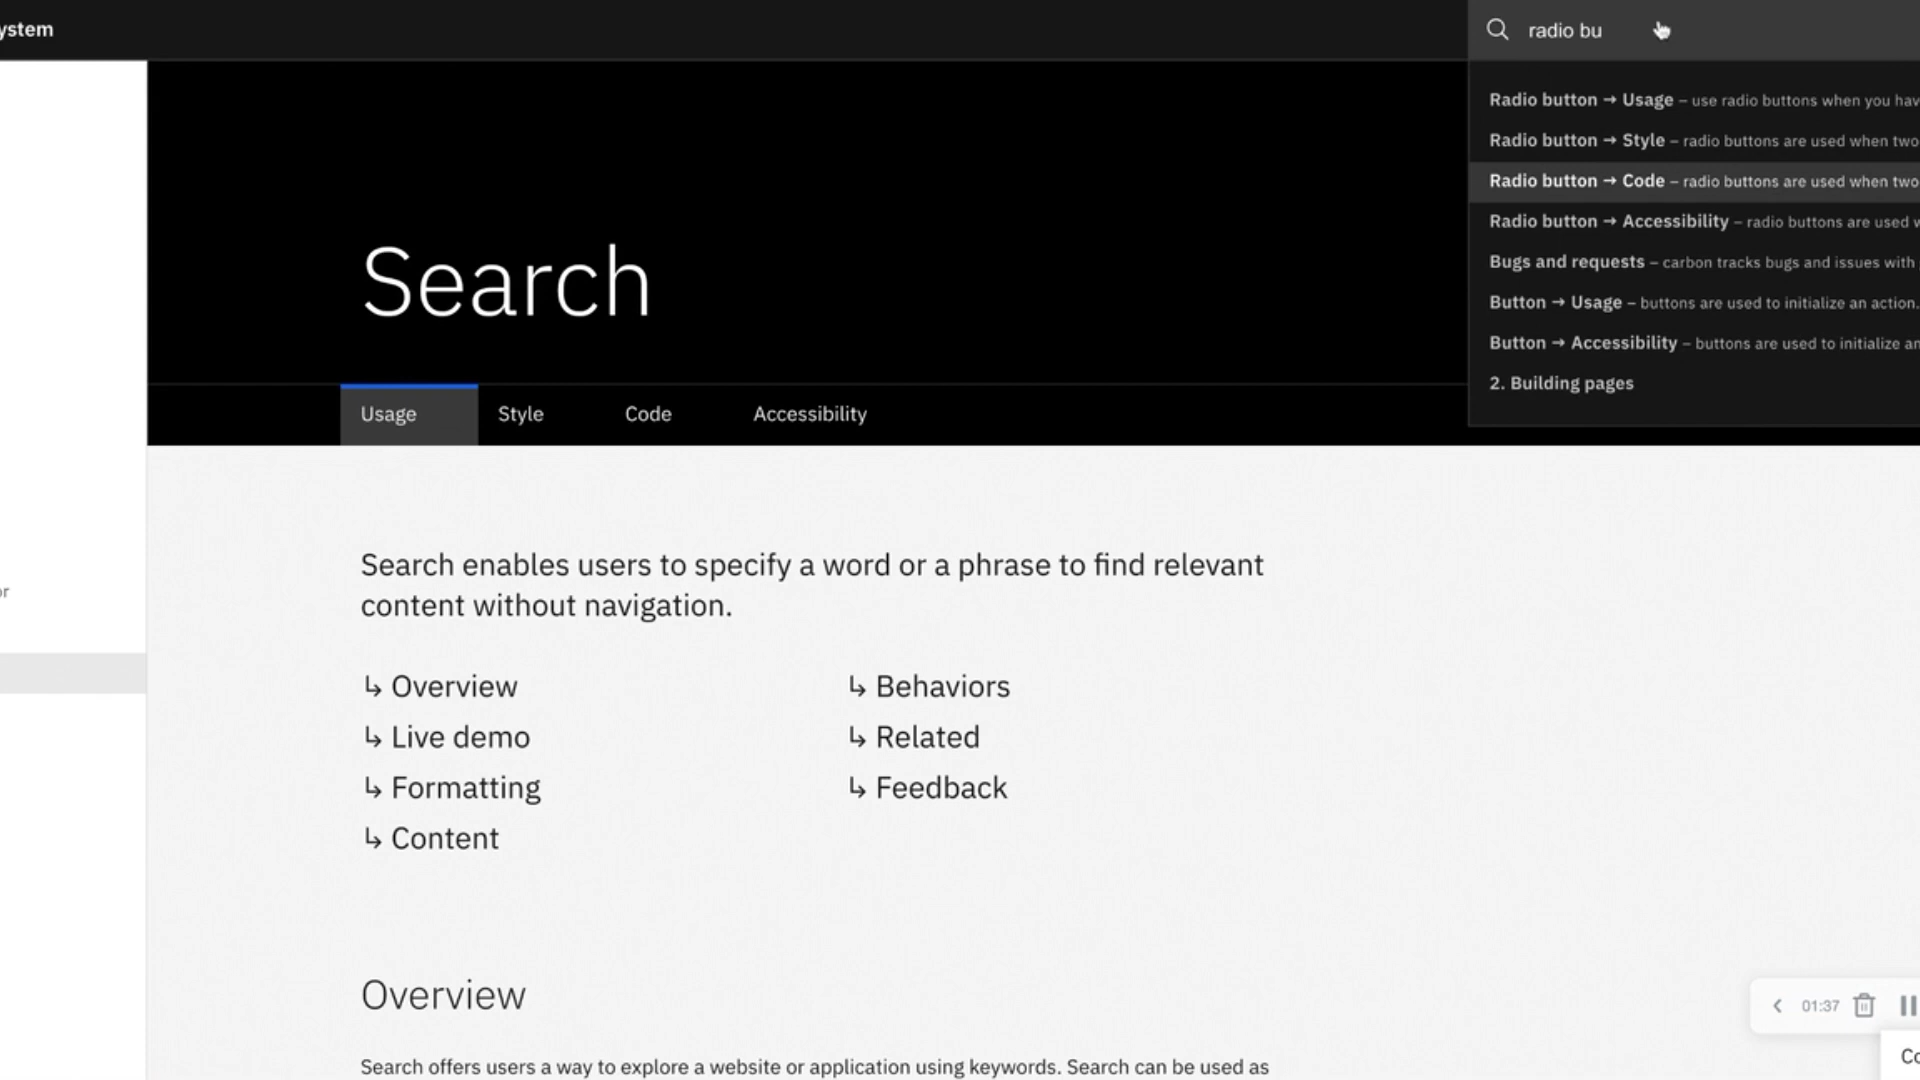 ystem
radio bu
Radio button → Usage – use radio buttons when you hav
Radio button → Style – radio buttons are used when two
Radio button → Code – radio buttons are used when two
Radio button → Accessibility – radio buttons are used w
Bugs and requests – carbon tracks bugs and issues with
Button → Usage – buttons are used to initialize an action.
Button → Accessibility – buttons are used to initialize an
2. Building pages
Search
Usage
Style
Code
Accessibility
Search enables users to specify a word or a phrase to find relevant
content without navigation.
or
↳ Overview
↳ Live demo
↳ Formatting
↳ Content
↳ Behaviors
↳ Related
↳ Feedback
Overview
Search offers users a way to explore a website or application using keywords. Search can be used as
01:37
Co